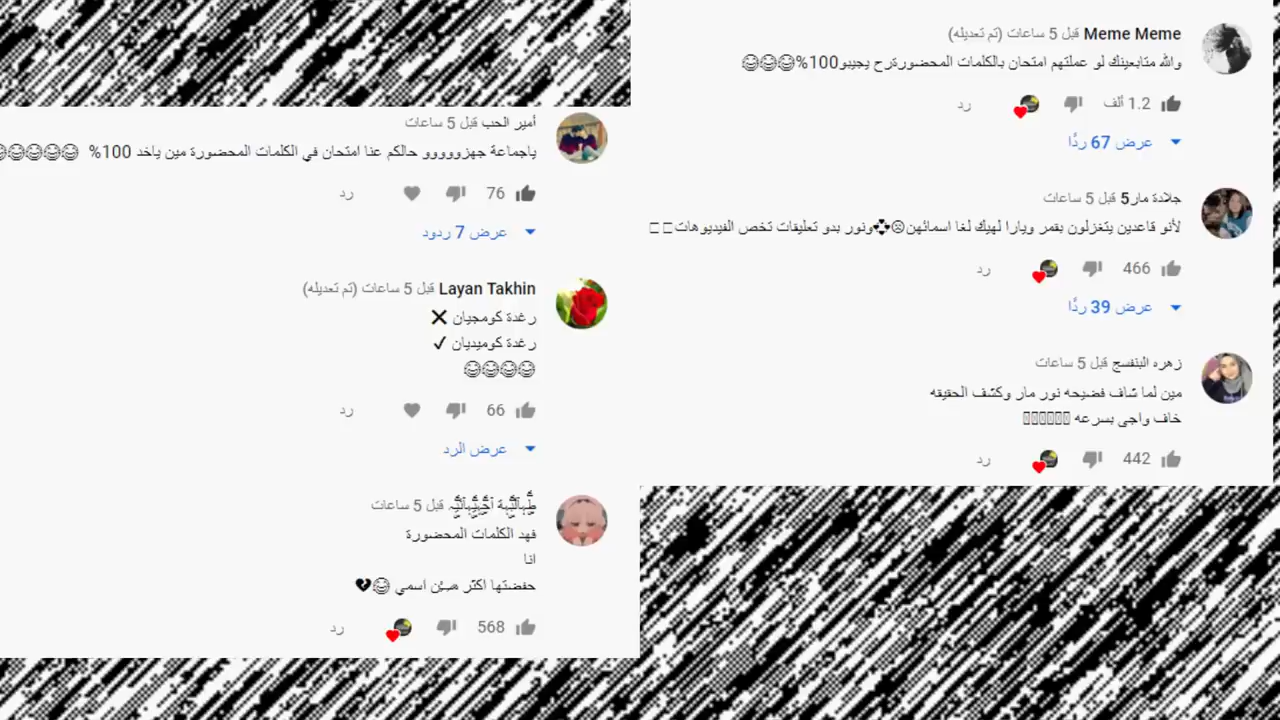 Meme Meme قبل 5 ساعات (تم تعديله)
والله متابعينك لو عملتهم امتحان بالكلمات المحضورةرح يجيبو100%😂😂😂
1.2 ألف
رد
عرض 67 ردًا
جلادة مار5 قبل 5 ساعات
لأنو قاعدين يتغزلون بقمر ويارا لهيك لغا اسمائهن☹💠ونور بدو تعليقات تخص الفيديوهات
466
رد
عرض 39 ردًا
زهره البنفسج قبل 5 ساعات
مين لما شاف فضيحه نور مار وكشف الحقيقه
خاف واجى بسرعه
442
رد
أمير الحب قبل 5 ساعات
ياجماعة جهزووووو حالكم عنا امتحان في الكلمات المحضورة مين ياخد 100% 😂😂😂😂😂
76
رد
عرض 7 ردود
Layan Takhin قبل 5 ساعات (تم تعديله)
رغدة كومجيان ❌
رغدة كوميديان ✔
😂😂😂😂
66
رد
عرض الرد
قبل 5 ساعات
فهد الكلمات المحضورة
انا
حفضتها اكثر من اسمي 😂💔
568
رد